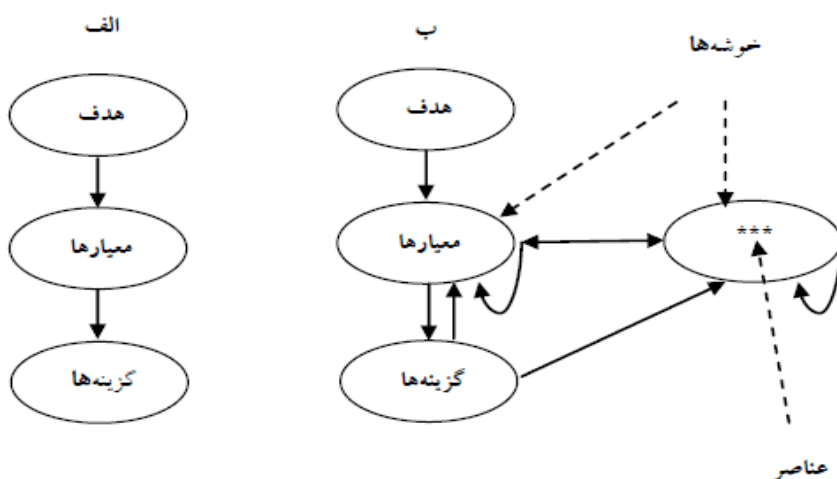 الف
ب
خوشه‌ها
هدف
هدف
معیارها
معیارها
***
گزینه‌ها
گزینه‌ها
عناصر